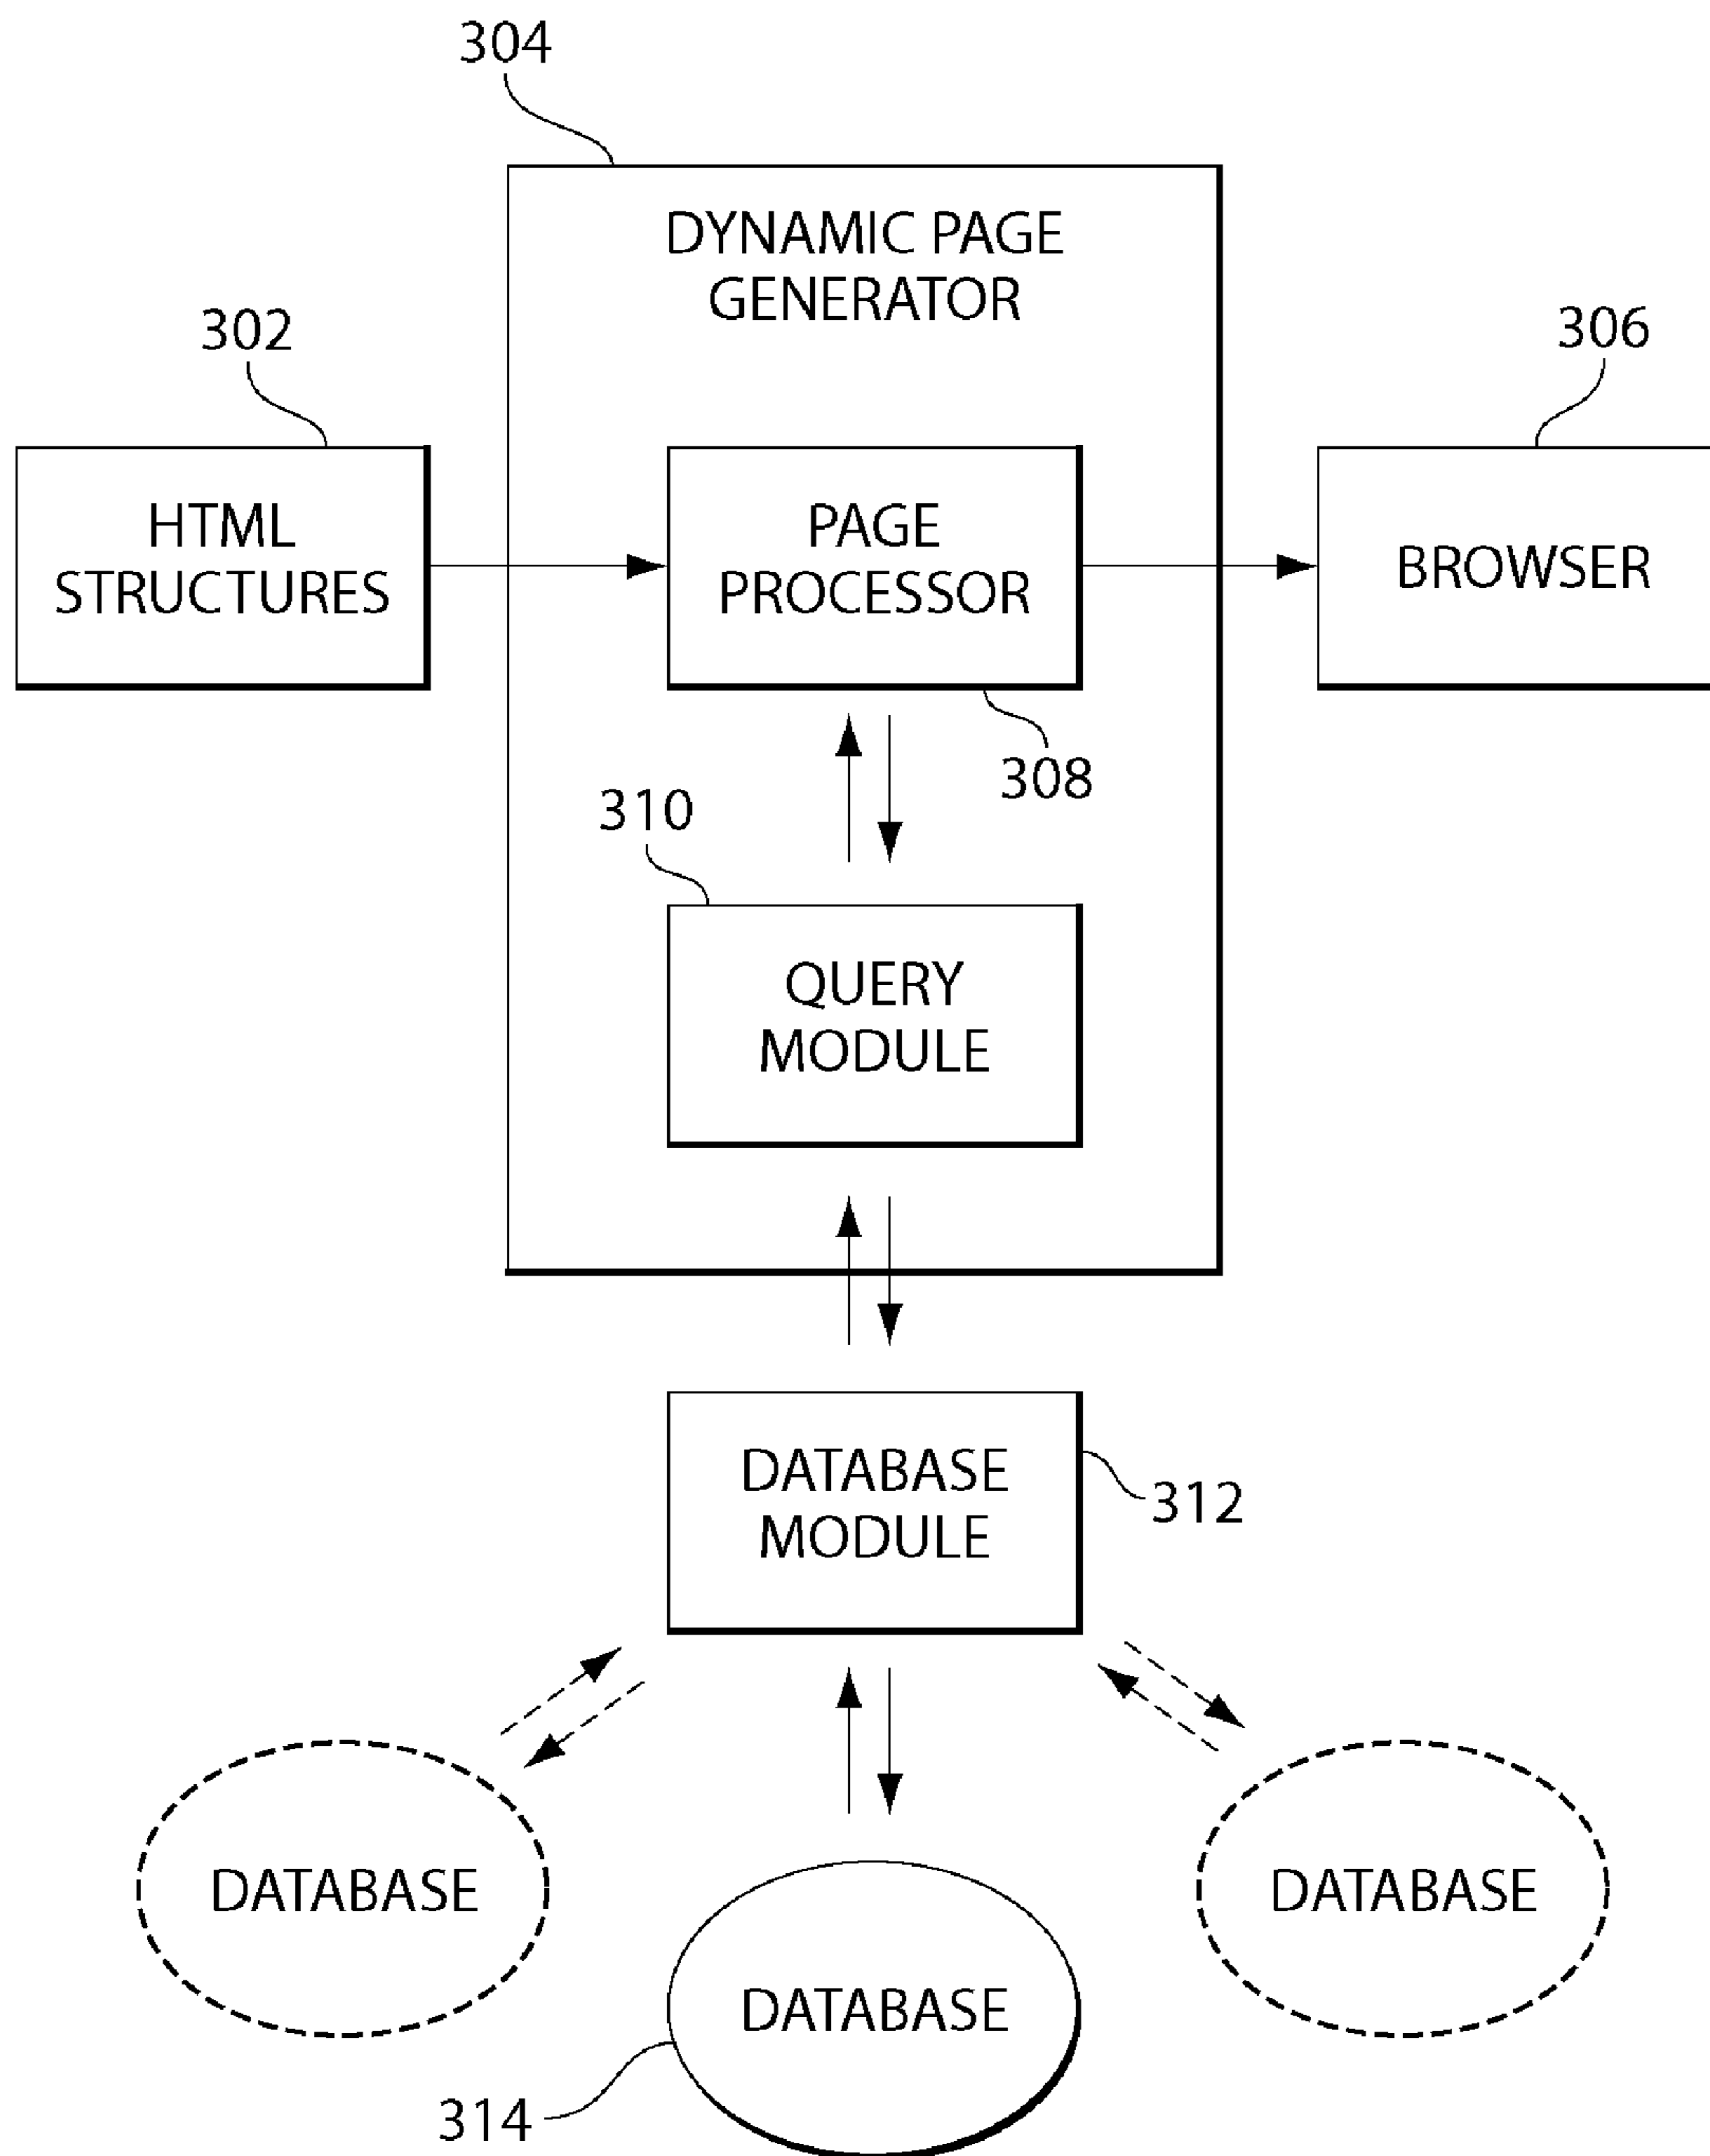 304
DYNAMIC PAGE
GENERATOR
302
306
HTML
STRUCTURES
PAGE
PROCESSOR
BROWSER
308
310
QUERY
MODULE
DATABASE
MODULE
312
DATABASE
DATABASE
DATABASE
314